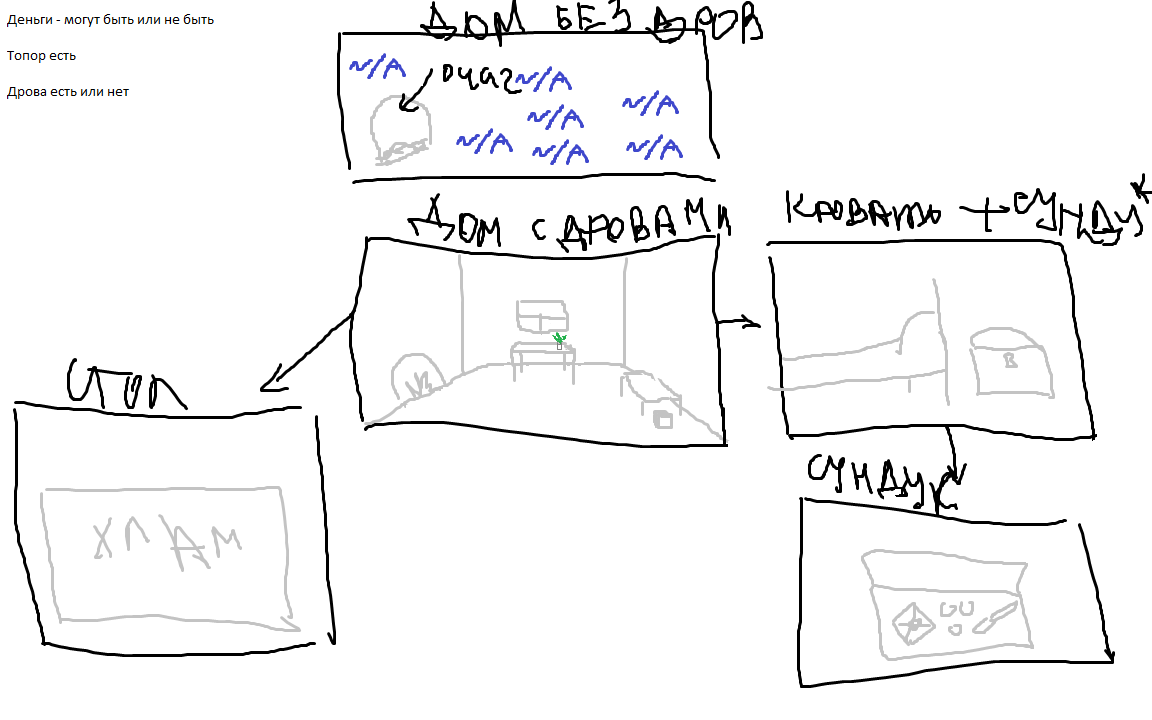 Деньги - могут быть или не быть
Топор есть
Дрова есть или нет
ДОМ БЕЗ ДРОВ
N/A
очаг
N/A
N/A
N/A
N/A
N/A
N/A
ДОМ С ДРОВАМИ
КРОВАТЬ + СУНДУК
В
СТОЛ
ХЛАМ
СУНДУК